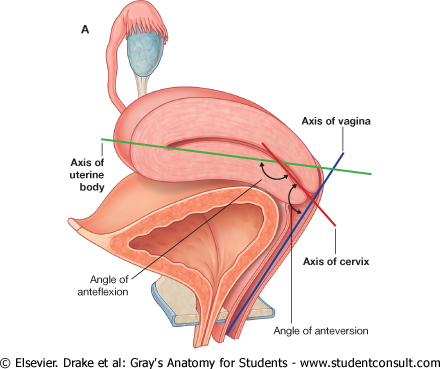 A
Axis of vagina
Axis of
uterine
body
Axis of cervix
Angle of
anteflexion
Angle of anteversion
© Elsevier. Drake et al: Gray's Anatomy for Students - www.studentconsult.com